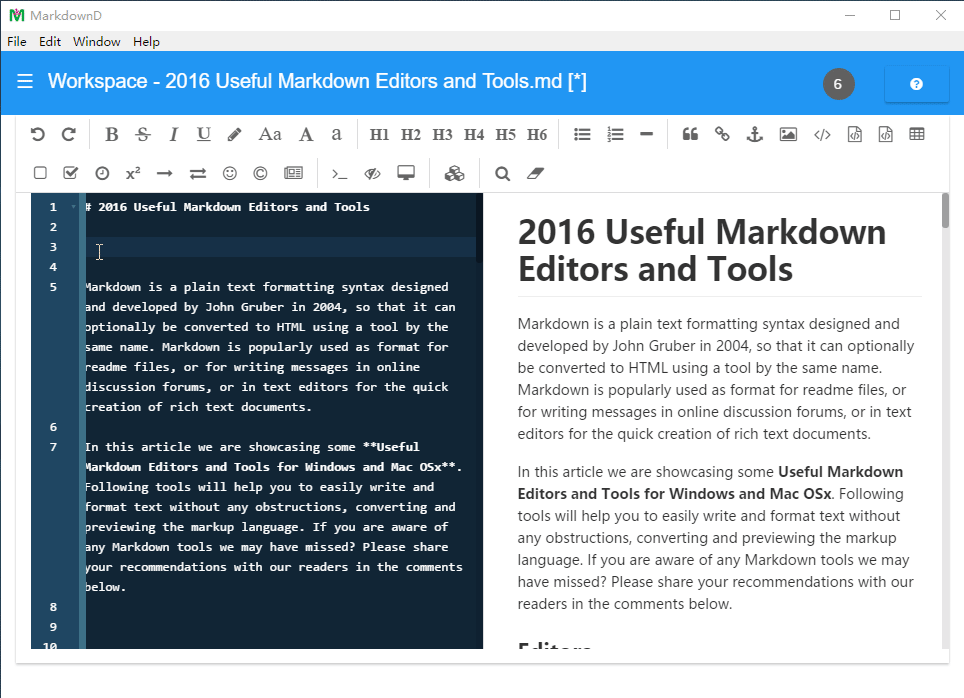 MarkdownD
File Edit Window Help
Workspace - 2016 Useful Markdown Editors and Tools.md [*]
6
B S I U Aa A a H1 H2 H3 H4 H5 H6
x²
1 # 2016 Useful Markdown Editors and Tools
2
3
4
5 Markdown is a plain text formatting syntax designed
and developed by John Gruber in 2004, so that it can
optionally be converted to HTML using a tool by the
same name. Markdown is popularly used as format for
readme files, or for writing messages in online
discussion forums, or in text editors for the quick
creation of rich text documents.
6
7 In this article we are showcasing some **Useful
Markdown Editors and Tools for Windows and Mac OSx**.
Following tools will help you to easily write and
format text without any obstructions, converting and
previewing the markup language. If you are aware of
any Markdown tools we may have missed? Please share
your recommendations with our readers in the comments
below.
8
9
10
2016 Useful Markdown
Editors and Tools
Markdown is a plain text formatting syntax designed and
developed by John Gruber in 2004, so that it can optionally
be converted to HTML using a tool by the same name.
Markdown is popularly used as format for readme files, or
for writing messages in online discussion forums, or in text
editors for the quick creation of rich text documents.
In this article we are showcasing some Useful Markdown
Editors and Tools for Windows and Mac OSx. Following
tools will help you to easily write and format text without
any obstructions, converting and previewing the markup
language. If you are aware of any Markdown tools we may
have missed? Please share your recommendations with our
readers in the comments below.
Editors